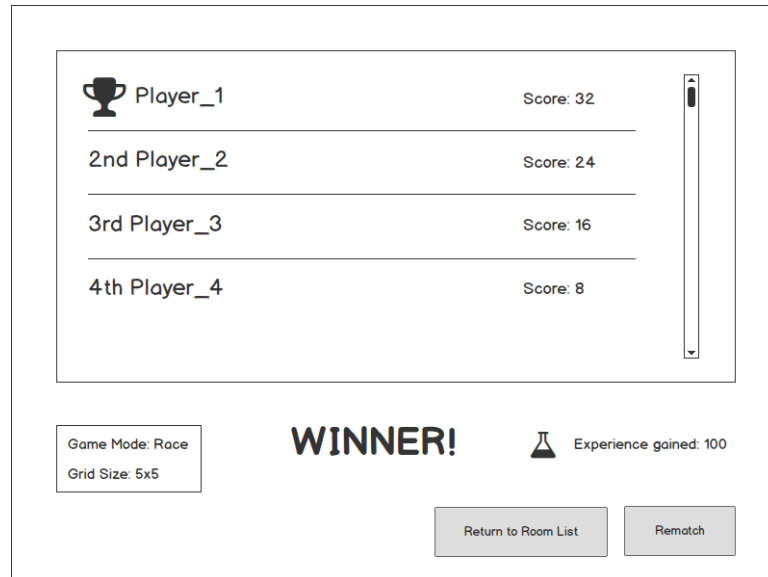 Player_1 Score: 32
2nd Player_2 Score: 24
3rd Player_3 Score: 16
4th Player_4 Score: 8
Game Mode: Race
Grid Size: 5x5
WINNER!
Experience gained: 100
Return to Room List
Rematch